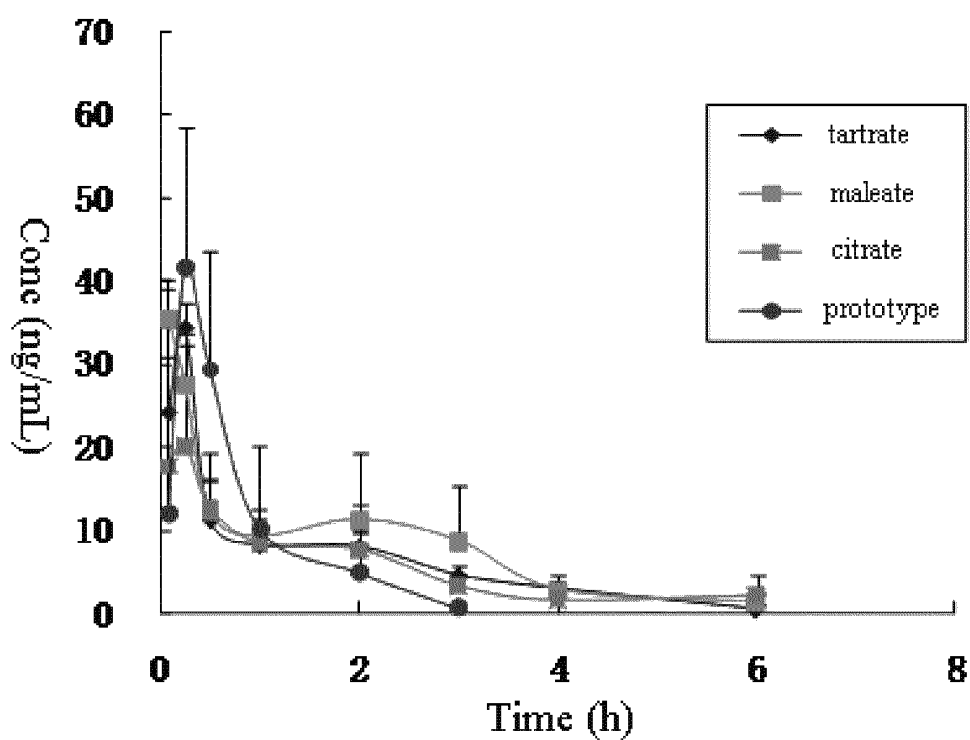 70
60
50
40
30
20
10
0
Conc (ng/mL)
0 2 4 6 8
Time (h)
tartrate
maleate
citrate
prototype